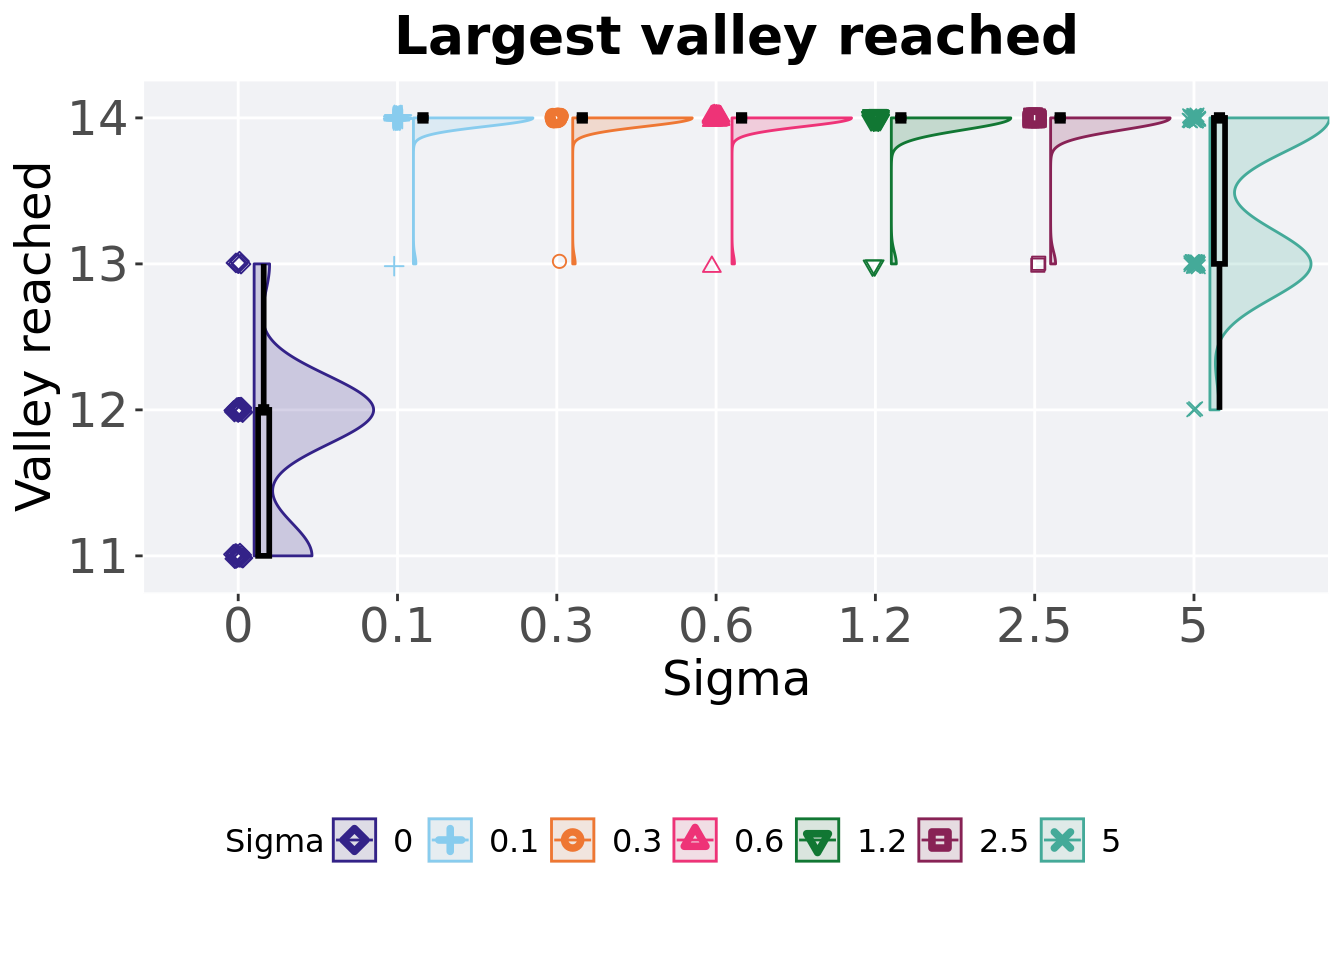 Largest valley reached
Valley reached
14
13
12
11
0 0.1 0.3 0.6 1.2 2.5 5
Sigma
Sigma 0 0.1 0.3 0.6 1.2 2.5 5